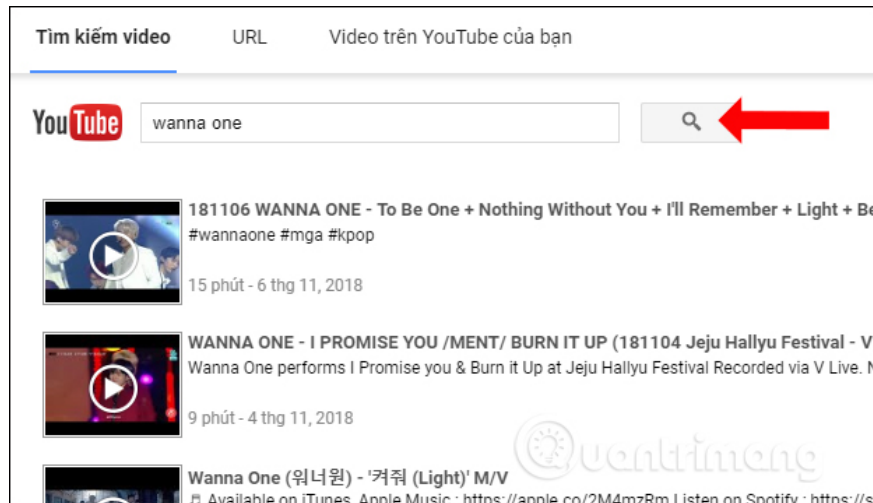 Tìm kiếm video URL Video trên YouTube của bạn
YouTube wanna one
181106 WANNA ONE - To Be One + Nothing Without You + I'll Remember + Light + Be
#wannaone #mga #kpop
15 phút - 6 thg 11, 2018
WANNA ONE - I PROMISE YOU /MENT/ BURN IT UP (181104 Jeju Hallyu Festival - V
Wanna One performs I Promise you & Burn it Up at Jeju Hallyu Festival Recorded via V Live.
9 phút - 4 thg 11, 2018
Quantrimang
Wanna One (워너원) - '켜줘 (Light)' M/V
♬ Available on iTunes, Apple Music : https://apple.co/2M4mzRm Listen on Spotify : https://s